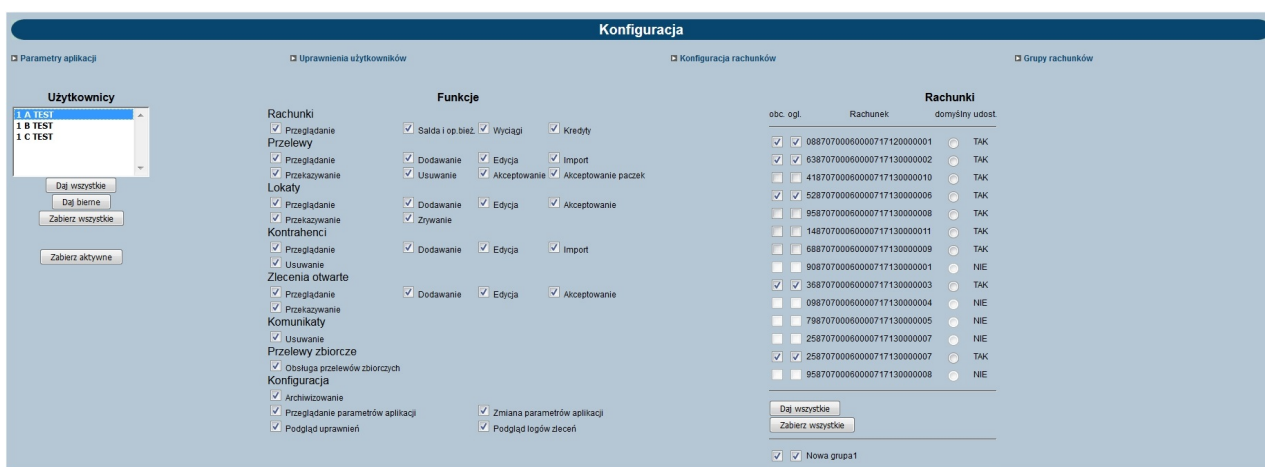 Konfiguracja
Parametry aplikacji Uprawnienia użytkowników Konfiguracja rachunków Grupy rachunków
Użytkownicy
1 A TEST
1 B TEST
1 C TEST
Daj wszystkie
Daj bierne
Zabierz wszystkie
Zabierz aktywne
Funkcje
Rachunki
Przeglądanie Salda i op.bież. Wyciągi Kredyty
Przelewy
Przeglądanie Dodawanie Edycja Import
Przekazywanie Usuwanie Akceptowanie Akceptowanie paczek
Lokaty
Przeglądanie Dodawanie Edycja Akceptowanie
Przekazywanie Zrywanie
Kontrahenci
Przeglądanie Dodawanie Edycja Import
Usuwanie
Zlecenia otwarte
Przeglądanie Dodawanie Edycja Akceptowanie
Przekazywanie
Komunikaty
Usuwanie
Przelewy zbiorcze
Obsługa przelewów zbiorczych
Konfiguracja
Archiwizowanie
Przeglądanie parametrów aplikacji Zmiana parametrów aplikacji
Podgląd uprawnień Podgląd logów zleceń
Rachunki
obc. ogl. Rachunek domyślny udost.
08870700060000717120000001 TAK
63870700060000717130000002 TAK
41870700060000717130000010 TAK
52870700060000717130000006 TAK
95870700060000717130000008 TAK
14870700060000717130000011 TAK
68870700060000717130000009 TAK
90870700060000717130000001 NIE
36870700060000717130000003 TAK
09870700060000717130000004 NIE
79870700060000717130000005 NIE
25870700060000717130000007 NIE
25870700060000717130000007 TAK
95870700060000717130000008 NIE
Daj wszystkie
Zabierz wszystkie
Nowa grupa1